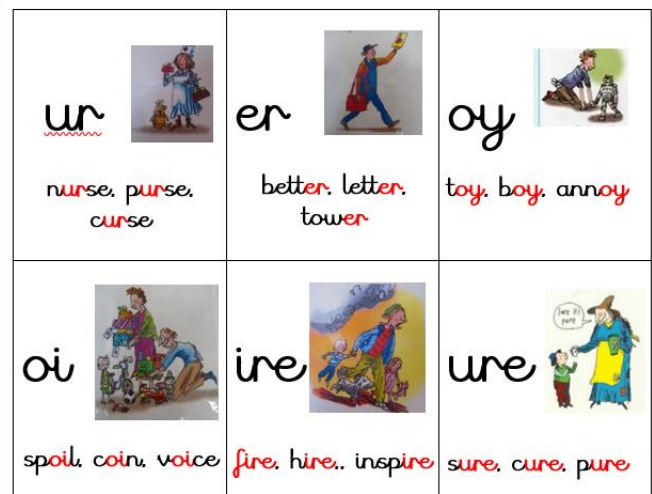 ur
nurse, purse,
curse
er
better, letter,
tower
oy
toy, boy, annoy
oi
spoil, coin, voice
ire
fire, hire,, inspire
ure
Sure it's
pure
sure, cure, pure